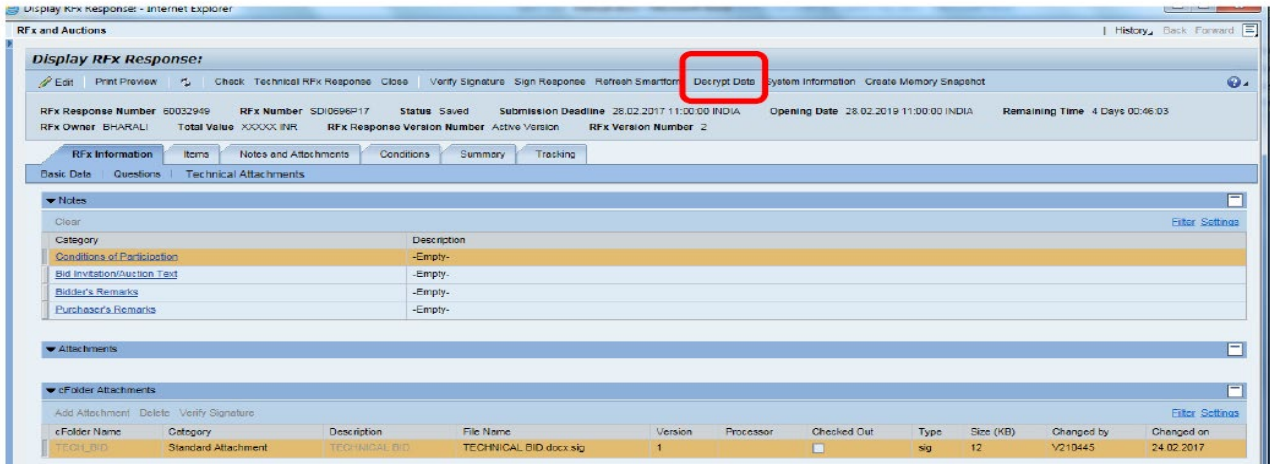 Display RFx Response: - Internet Explorer
RFx and Auctions | History Back Forward
Display RFx Response:
Edit | Print Preview | Check Technical RFx Response Close | Verify Signature Sign Response Refresh Smartform Decrypt Data System Information Create Memory Snapshot
RFx Response Number 60032949 RFx Number SDI0696P17 Status Saved Submission Deadline 28.02.2017 11:00:00 INDIA Opening Date 28.02.2019 11:00:00 INDIA Remaining Time 4 Days 00:46:03
RFx Owner BHARALI Total Value XXXXX INR RFx Response Version Number Active Version RFx Version Number 2
RFx Information Items Notes and Attachments Conditions Summary Tracking
Basic Data | Questions | Technical Attachments
Notes
Clear Filter Settings
Category Description
Conditions of Participation -Empty-
Bid Invitation/Auction Text -Empty-
Bidder's Remarks -Empty-
Purchaser's Remarks -Empty-
Attachments
cFolder Attachments
Add Attachment Delete Verify Signature Filter Settings
cFolder Name Category Description File Name Version Processor Checked Out Type Size (KB) Changed by Changed on
TECH_BID Standard Attachment TECHNICAL BID TECHNICAL BID docx.sig 1 sig 12 V210445 24.02.2017